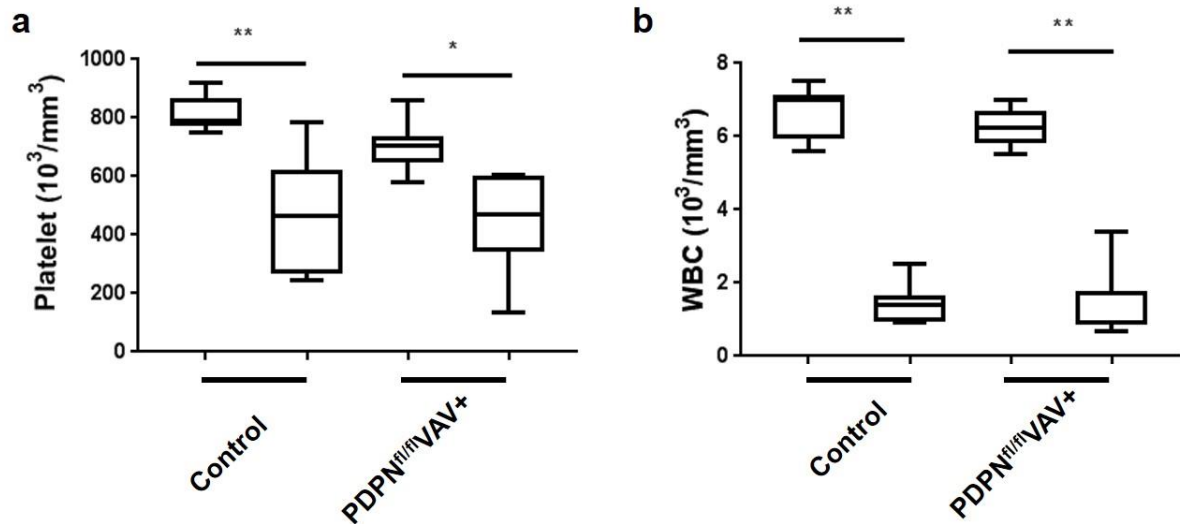 a
**
*
Platelet (10³/mm³)
1000
800
600
400
200
0
Control
PDPNfl/flVAV+
b
**
**
WBC (10³/mm³)
8
6
4
2
0
Control
PDPNfl/flVAV+